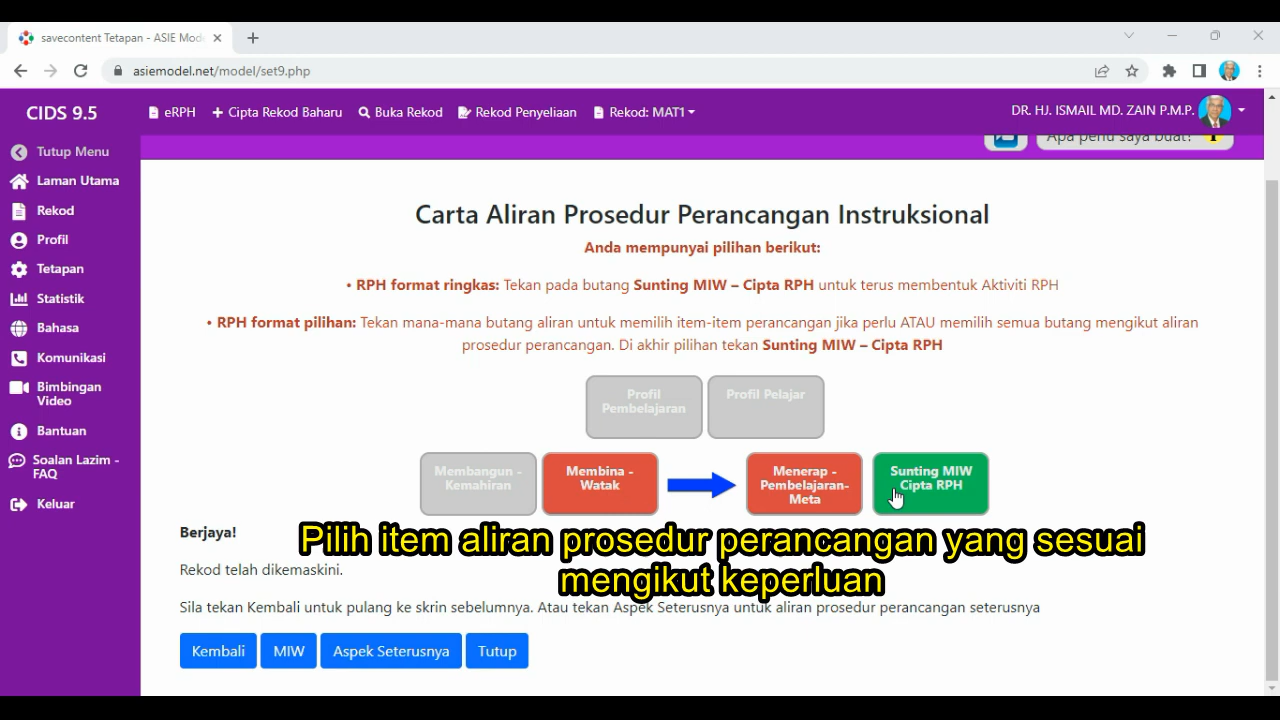 savecontent Tetapan - ASIE Mod
asiemodel.net/model/set9.php
CIDS 9.5
eRPH
Cipta Rekod Baharu
Buka Rekod
Rekod Penyeliaan
Rekod: MAT1
DR. HJ. ISMAIL MD. ZAIN P.M.P.
Apa perlu saya buat?
Tutup Menu
Laman Utama
Rekod
Profil
Tetapan
Statistik
Bahasa
Komunikasi
Bimbingan
Video
Bantuan
Soalan Lazim -
FAQ
Keluar
Carta Aliran Prosedur Perancangan Instruksional
Anda mempunyai pilihan berikut:
• RPH format ringkas: Tekan pada butang Sunting MIW – Cipta RPH untuk terus membentuk Aktiviti RPH
• RPH format pilihan: Tekan mana-mana butang aliran untuk memilih item-item perancangan jika perlu ATAU memilih semua butang mengikut aliran
prosedur perancangan. Di akhir pilihan tekan Sunting MIW – Cipta RPH
Profil
Pembelajaran
Profil Pelajar
Membangun -
Kemahiran
Membina -
Watak
Menerap -
Pembelajaran-
Meta
Sunting MIW
Cipta RPH
Berjaya!
Pilih item aliran prosedur perancangan yang sesuai
mengikut keperluan
Rekod telah dikemaskini.
Sila tekan Kembali untuk pulang ke skrin sebelumnya. Atau tekan Aspek Seterusnya untuk aliran prosedur perancangan seterusnya
Kembali
MIW
Aspek Seterusnya
Tutup